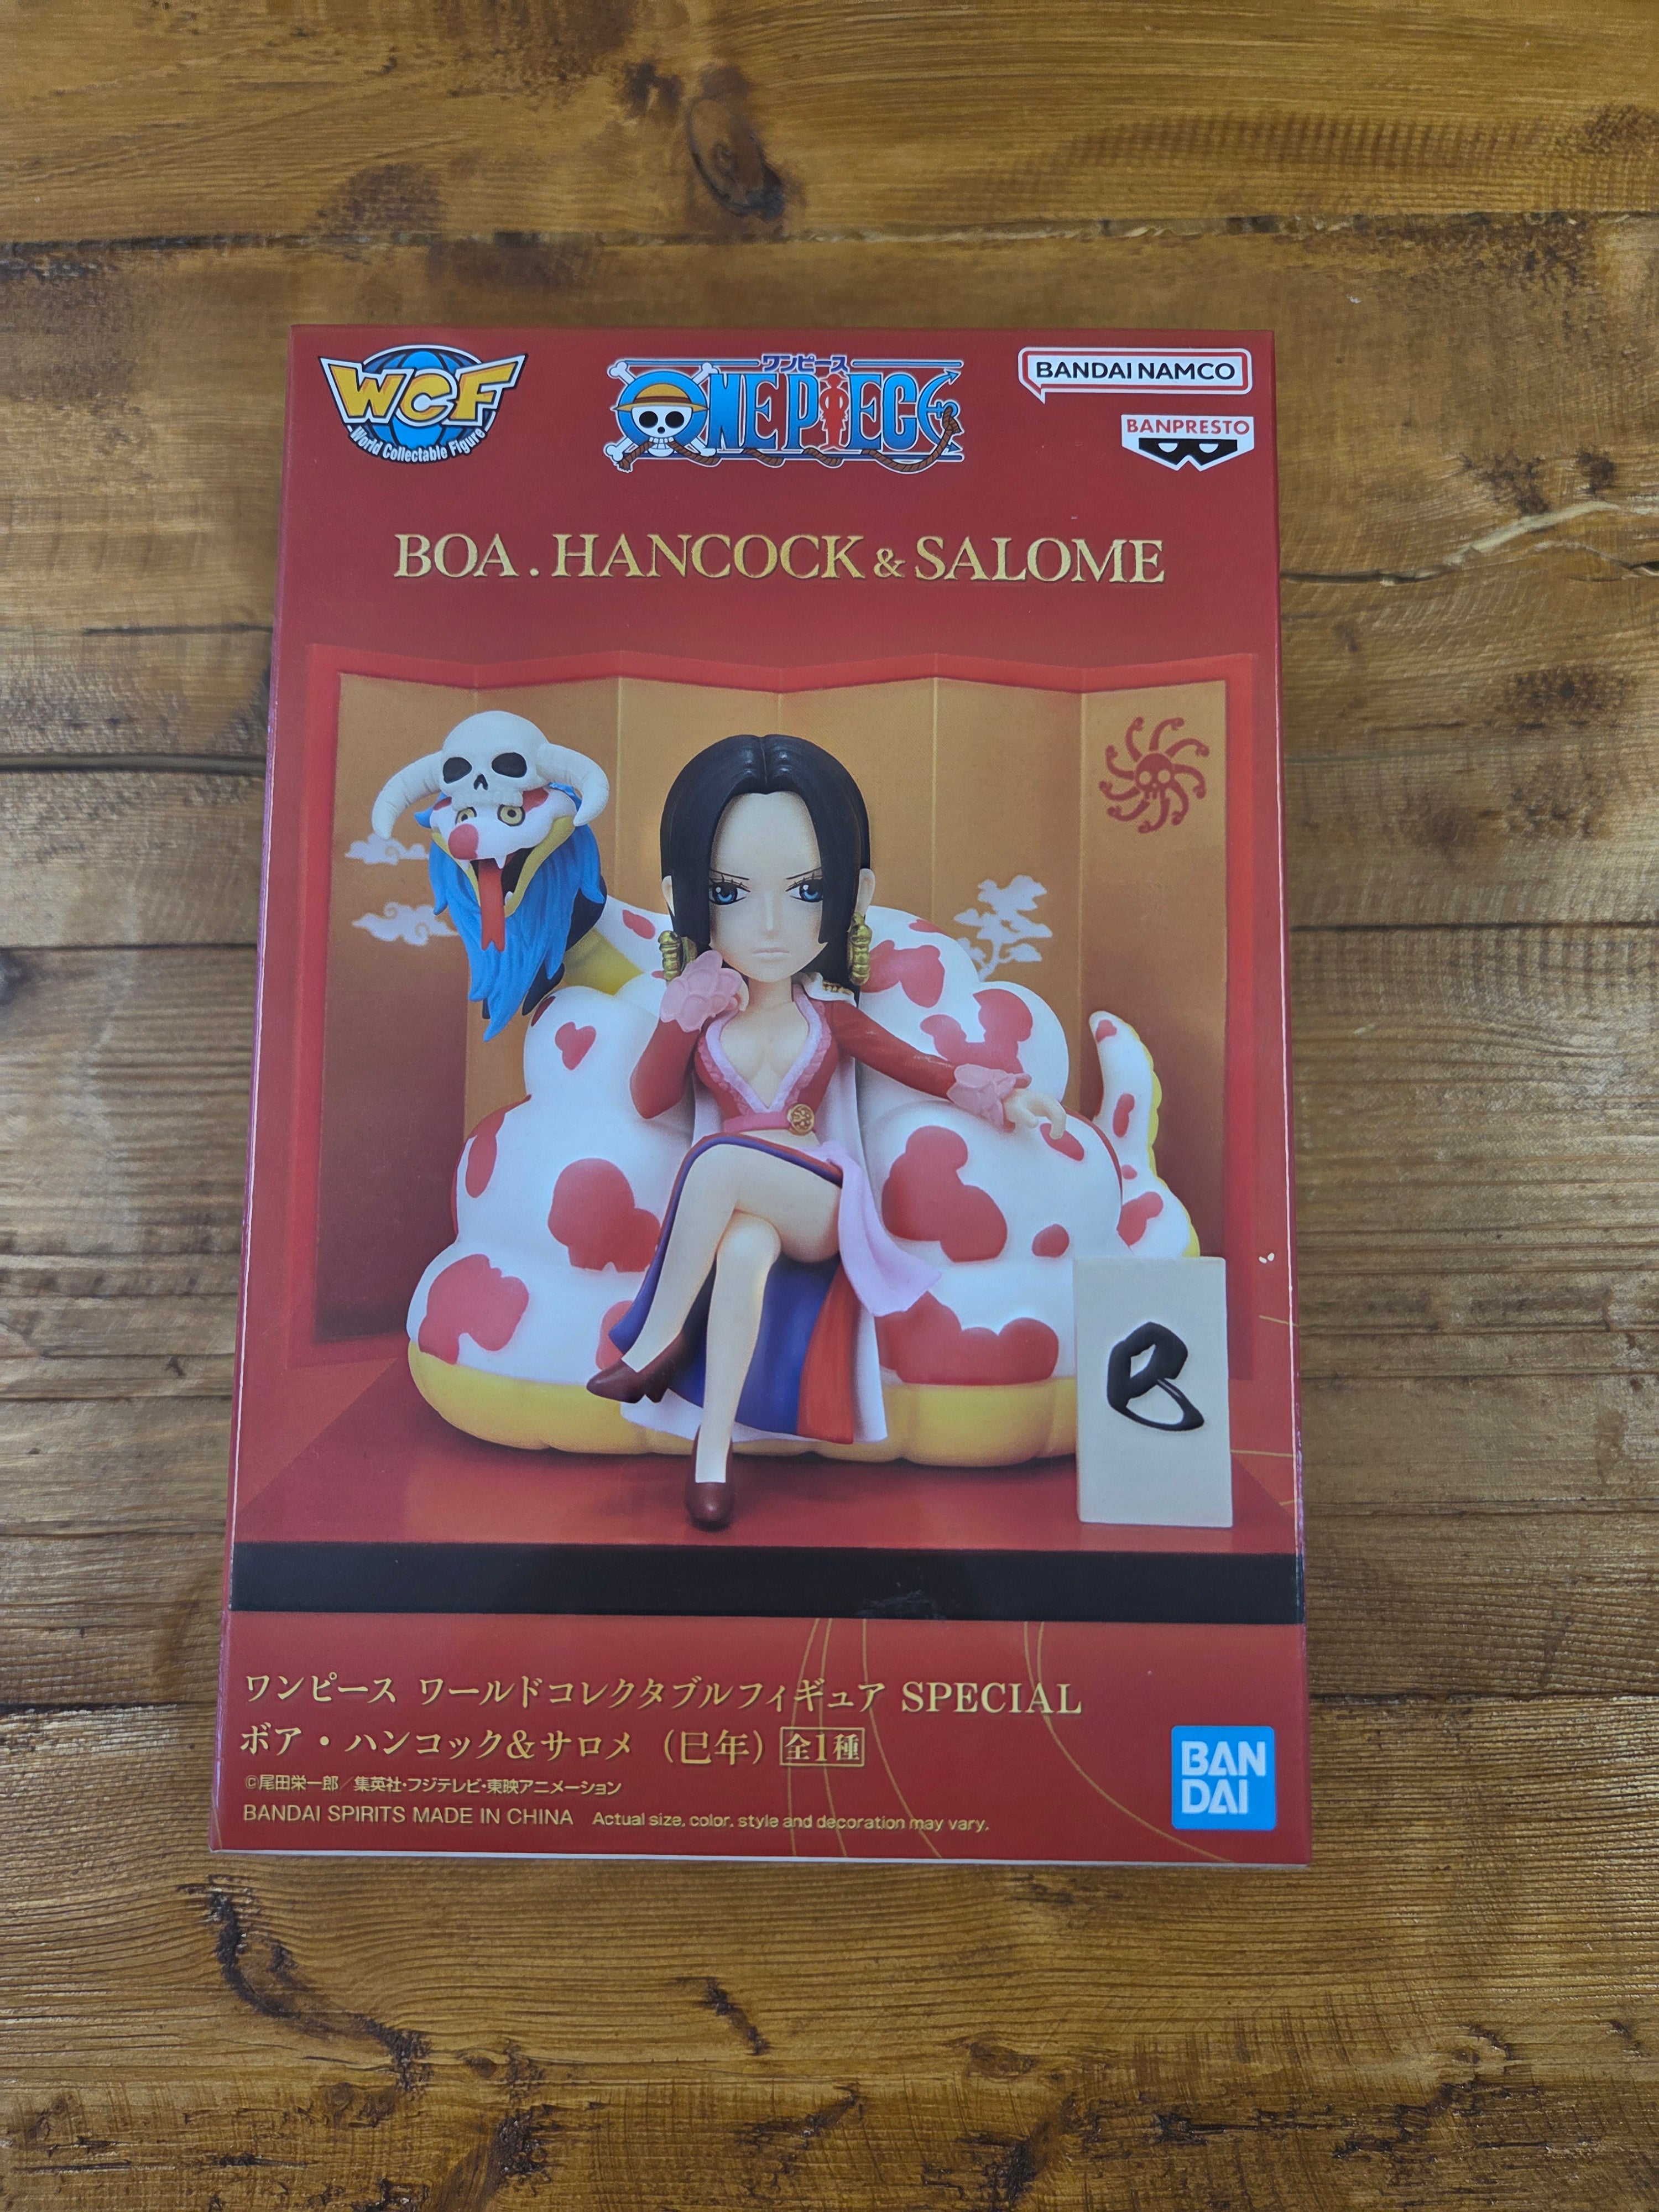 WCF
World Collectable Figure
ワンピース
ONE PIECE
BANDAI NAMCO
BANPRESTO
BOA.HANCOCK & SALOME
巳
ワンピース ワールドコレクタブルフィギュア SPECIAL
ボア・ハンコック&サロメ（巳年）全1種
©尾田栄一郎／集英社・フジテレビ・東映アニメーション
BANDAI SPIRITS MADE IN CHINA Actual size, color, style and decoration may vary.
BAN
DAI